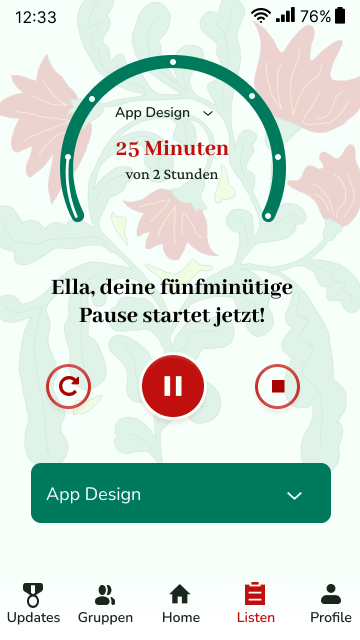 12:33
76%
App Design
25 Minuten
von 2 Stunden
Ella, deine fünfminütige
Pause startet jetzt!
App Design
Updates Gruppen Home Listen Profile